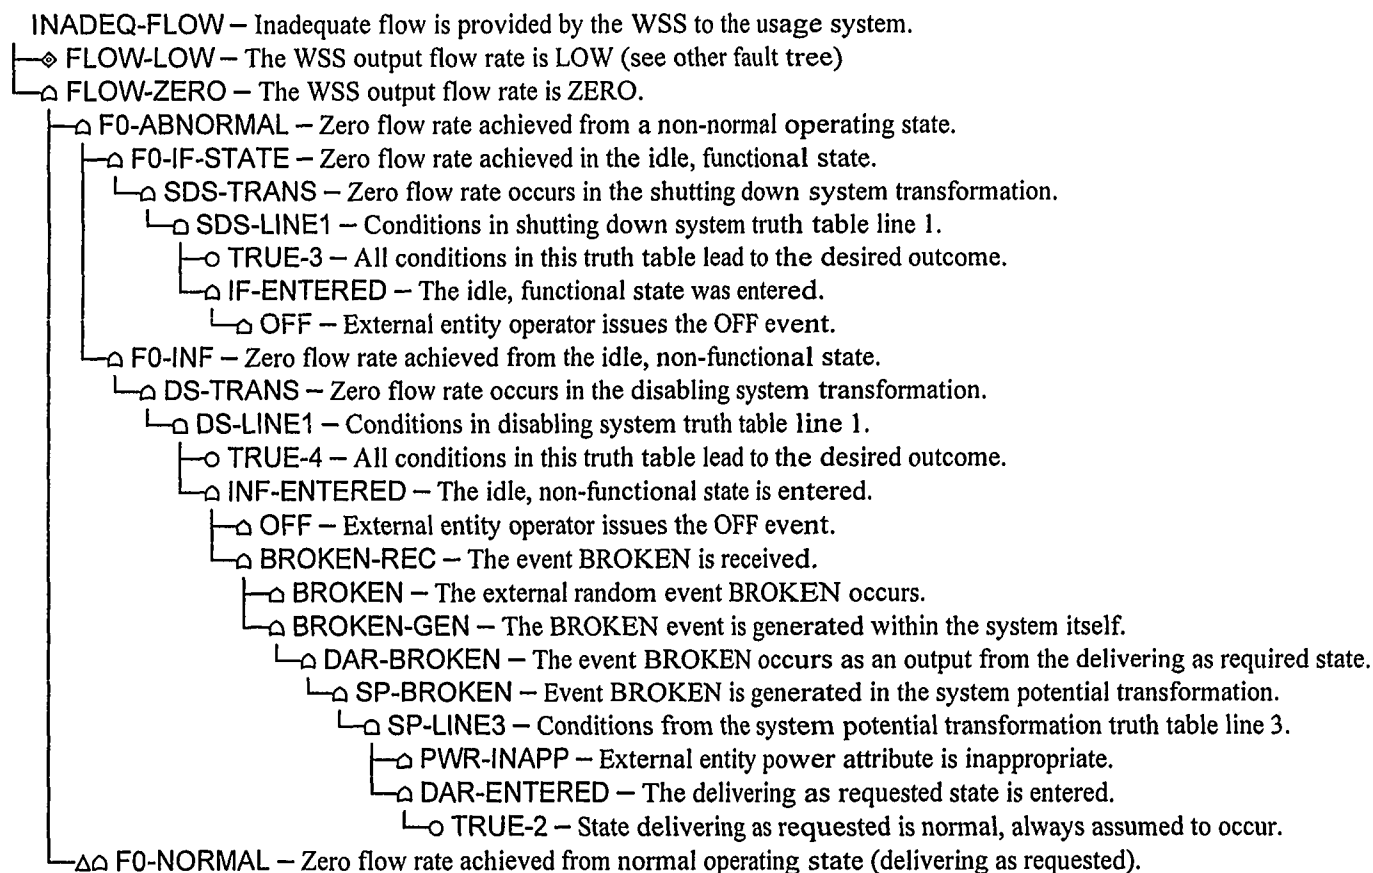 INADEQ-FLOW – Inadequate flow is provided by the WSS to the usage system.
FLOW-LOW – The WSS output flow rate is LOW (see other fault tree)
FLOW-ZERO – The WSS output flow rate is ZERO.
F0-ABNORMAL – Zero flow rate achieved from a non-normal operating state.
F0-IF-STATE – Zero flow rate achieved in the idle, functional state.
SDS-TRANS – Zero flow rate occurs in the shutting down system transformation.
SDS-LINE1 – Conditions in shutting down system truth table line 1.
TRUE-3 – All conditions in this truth table lead to the desired outcome.
IF-ENTERED – The idle, functional state was entered.
OFF – External entity operator issues the OFF event.
F0-INF – Zero flow rate achieved from the idle, non-functional state.
DS-TRANS – Zero flow rate occurs in the disabling system transformation.
DS-LINE1 – Conditions in disabling system truth table line 1.
TRUE-4 – All conditions in this truth table lead to the desired outcome.
INF-ENTERED – The idle, non-functional state is entered.
OFF – External entity operator issues the OFF event.
BROKEN-REC – The event BROKEN is received.
BROKEN – The external random event BROKEN occurs.
BROKEN-GEN – The BROKEN event is generated within the system itself.
DAR-BROKEN – The event BROKEN occurs as an output from the delivering as required state.
SP-BROKEN – Event BROKEN is generated in the system potential transformation.
SP-LINE3 – Conditions from the system potential transformation truth table line 3.
PWR-INAPP – External entity power attribute is inappropriate.
DAR-ENTERED – The delivering as requested state is entered.
TRUE-2 – State delivering as requested is normal, always assumed to occur.
F0-NORMAL – Zero flow rate achieved from normal operating state (delivering as requested).